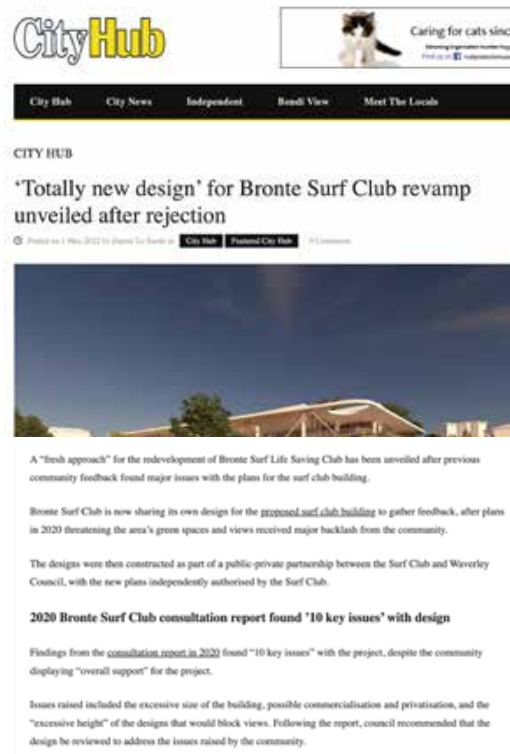 City Hub
Caring for cats sinc
City Hub City News Independent Bondi View Meet The Locals
CITY HUB
‘Totally new design’ for Bronte Surf Club revamp
unveiled after rejection
Posted on 2022 by in City Hub Featured City Hub Comments
A “fresh approach” for the redevelopment of Bronte Surf Life Saving Club has been unveiled after previous
community feedback found major issues with the plans for the surf club building.
Bronte Surf Club is now sharing its own design for the proposed surf club building to gather feedback, after plans
in 2020 threatening the area’s green spaces and views received major backlash from the community.
The designs were then constructed as part of a public-private partnership between the Surf Club and Waverley
Council, with the new plans independently authorised by the Surf Club.
2020 Bronte Surf Club consultation report found ’10 key issues’ with design
Findings from the consultation report in 2020 found “10 key issues” with the project, despite the community
displaying “overall support” for the project.
Issues raised included the excessive size of the building, possible commercialisation and privatisation, and the
“excessive height” of the designs that would block views. Following the report, council recommended that the
design be reviewed to address the issues raised by the community.